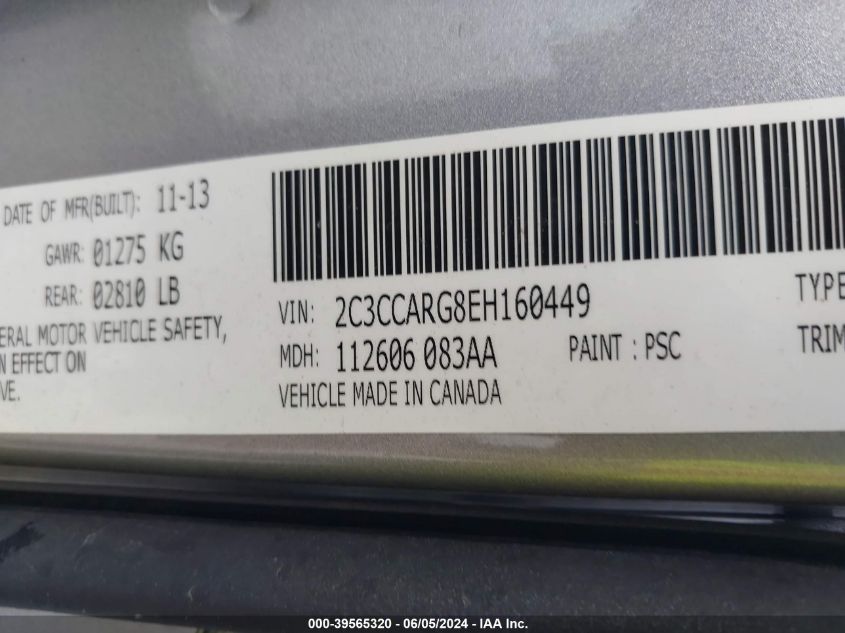 DATE OF MFR(BUILT): 11-13
GAWR: 01275 KG
REAR: 02810 LB
ERAL MOTOR VEHICLE SAFETY,
N EFFECT ON
VE.
VIN: 2C3CCARG8EH160449
MDH: 112606 083AA
PAINT : PSC
VEHICLE MADE IN CANADA
TYPE
TRIM
000-39565320 / 06/05/2024 - IAA Inc.